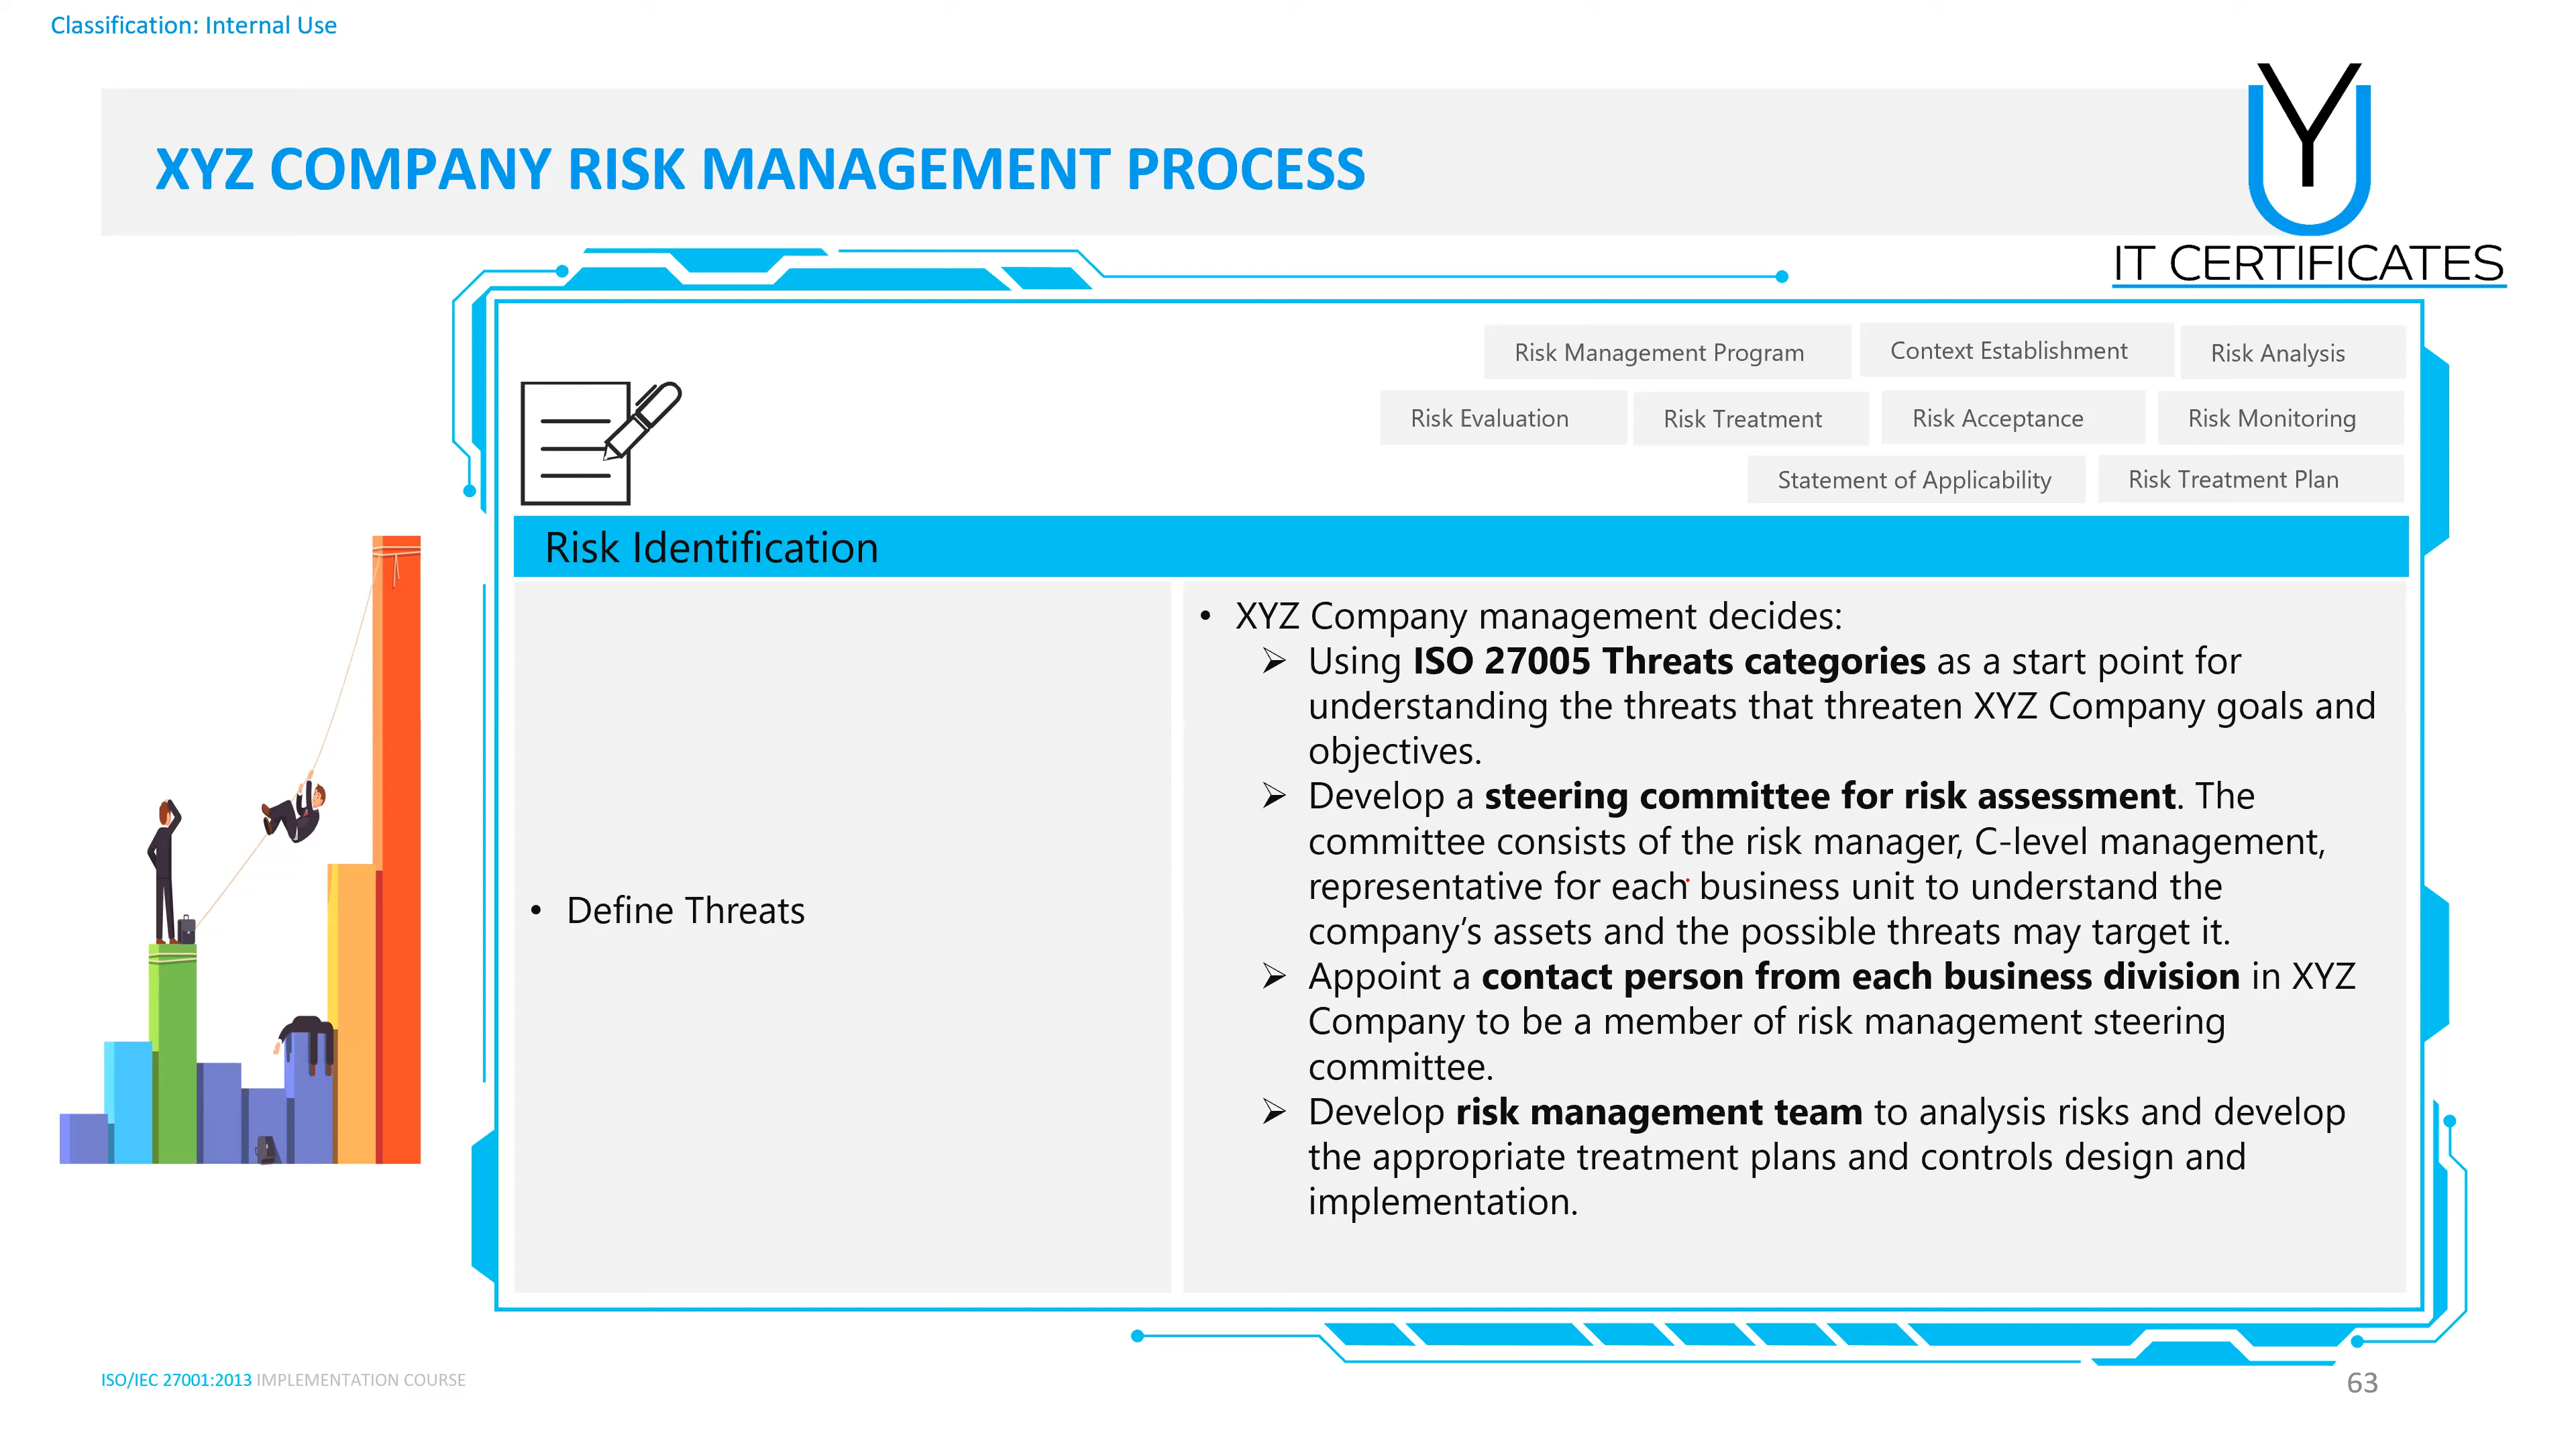 Classification: Internal Use
XYZ COMPANY RISK MANAGEMENT PROCESS
Y
U
IT CERTIFICATES
Risk Management Program
Context Establishment
Risk Analysis
Risk Evaluation
Risk Treatment
Risk Acceptance
Risk Monitoring
Statement of Applicability
Risk Treatment Plan
Risk Identification
• Define Threats
• XYZ Company management decides:
➢ Using ISO 27005 Threats categories as a start point for
understanding the threats that threaten XYZ Company goals and
objectives.
➢ Develop a steering committee for risk assessment. The
committee consists of the risk manager, C-level management,
representative for each business unit to understand the
company’s assets and the possible threats may target it.
➢ Appoint a contact person from each business division in XYZ
Company to be a member of risk management steering
committee.
➢ Develop risk management team to analysis risks and develop
the appropriate treatment plans and controls design and
implementation.
ISO/IEC 27001:2013 IMPLEMENTATION COURSE
63